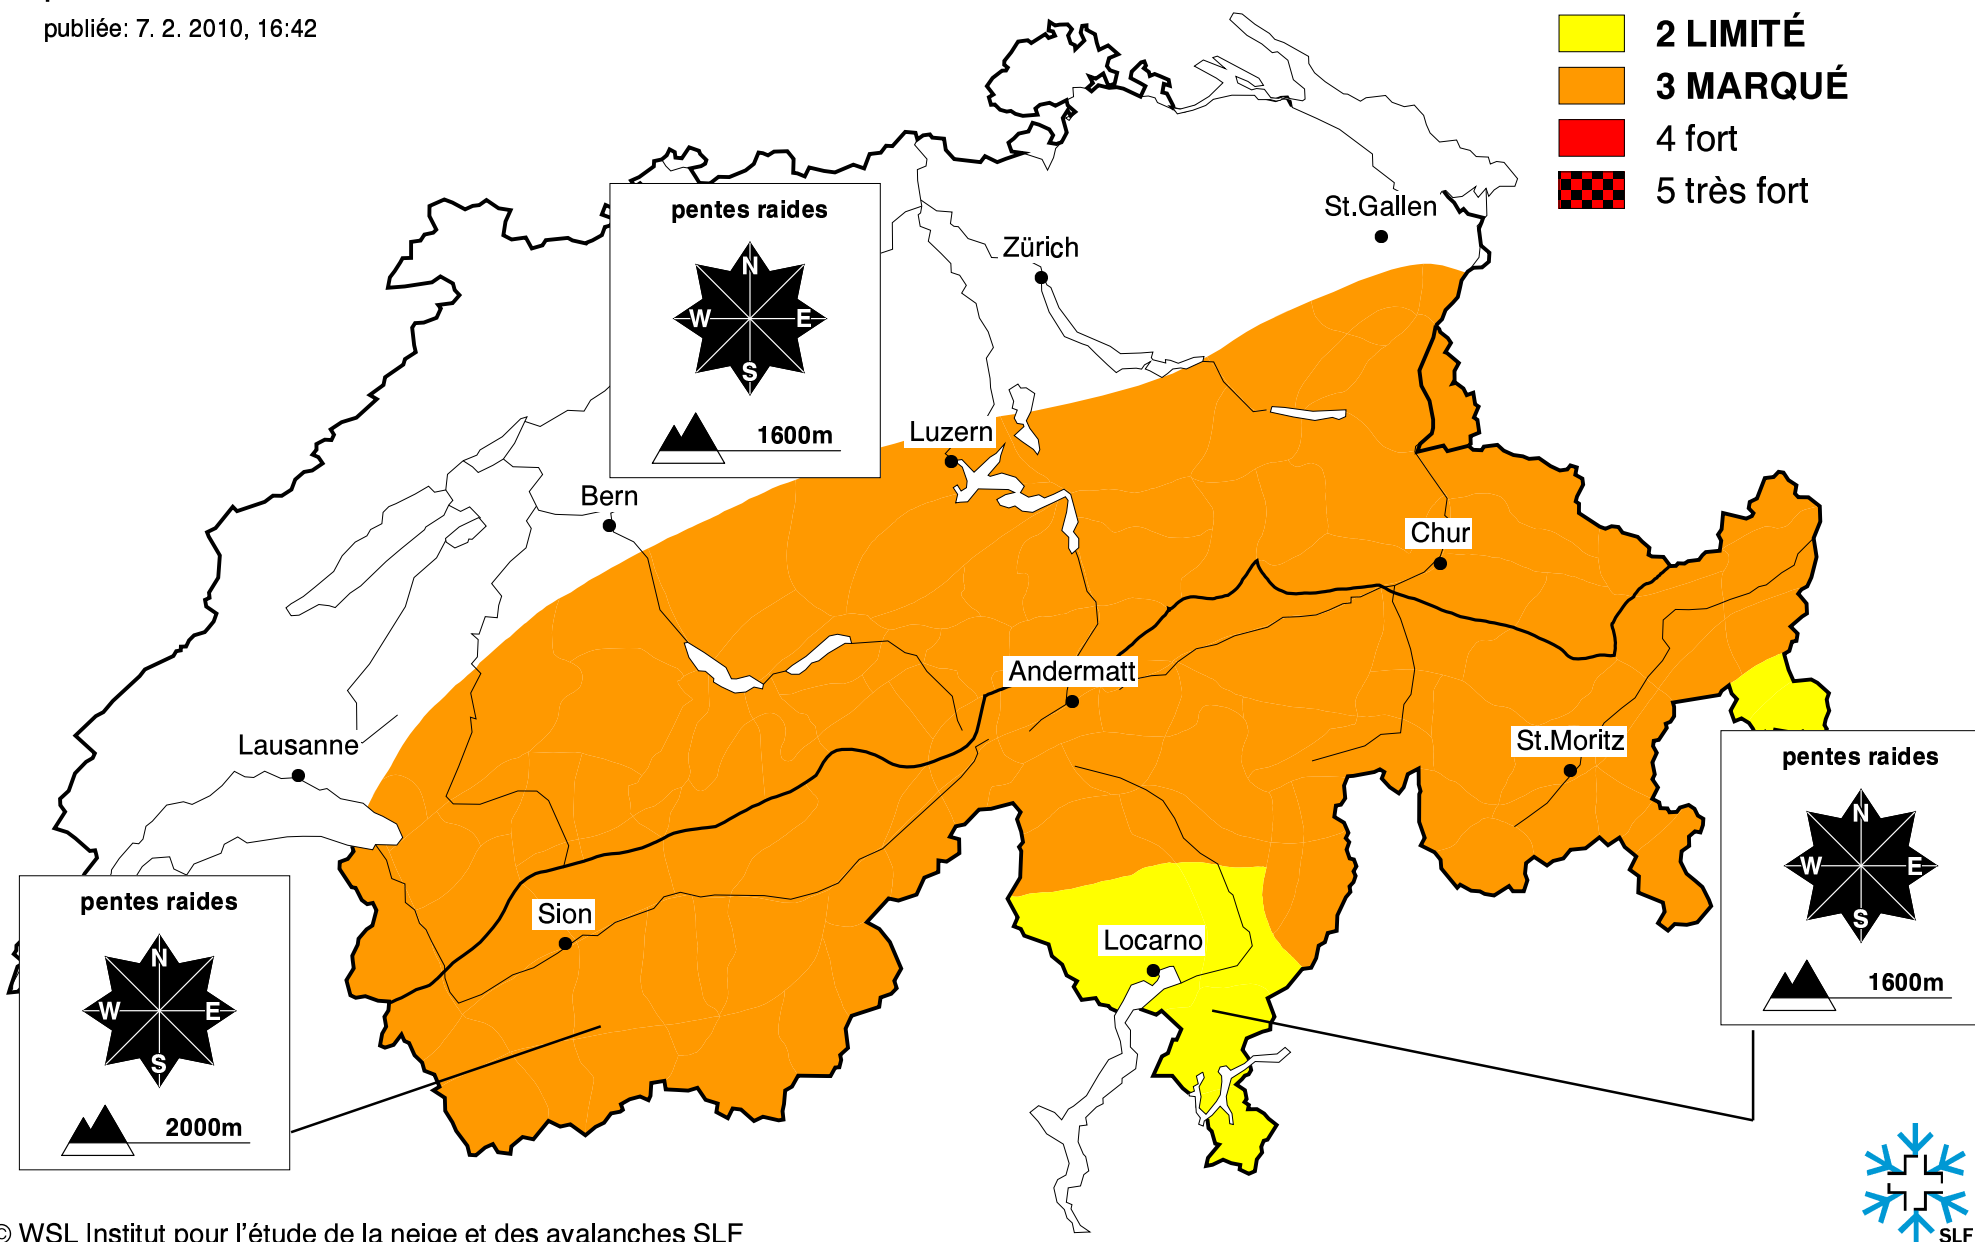 publiée: 7. 2. 2010, 16:42
2 LIMITÉ
3 MARQUÉ
4 fort
5 très fort
pentes raides
N
W
E
S
1600m
St.Gallen
Zürich
Luzern
Bern
Chur
Andermatt
Lausanne
St.Moritz
Sion
Locarno
pentes raides
N
W
E
S
2000m
pentes raides
N
W
E
S
1600m
© WSL Institut pour l'étude de la neige et des avalanches SLF
SLF